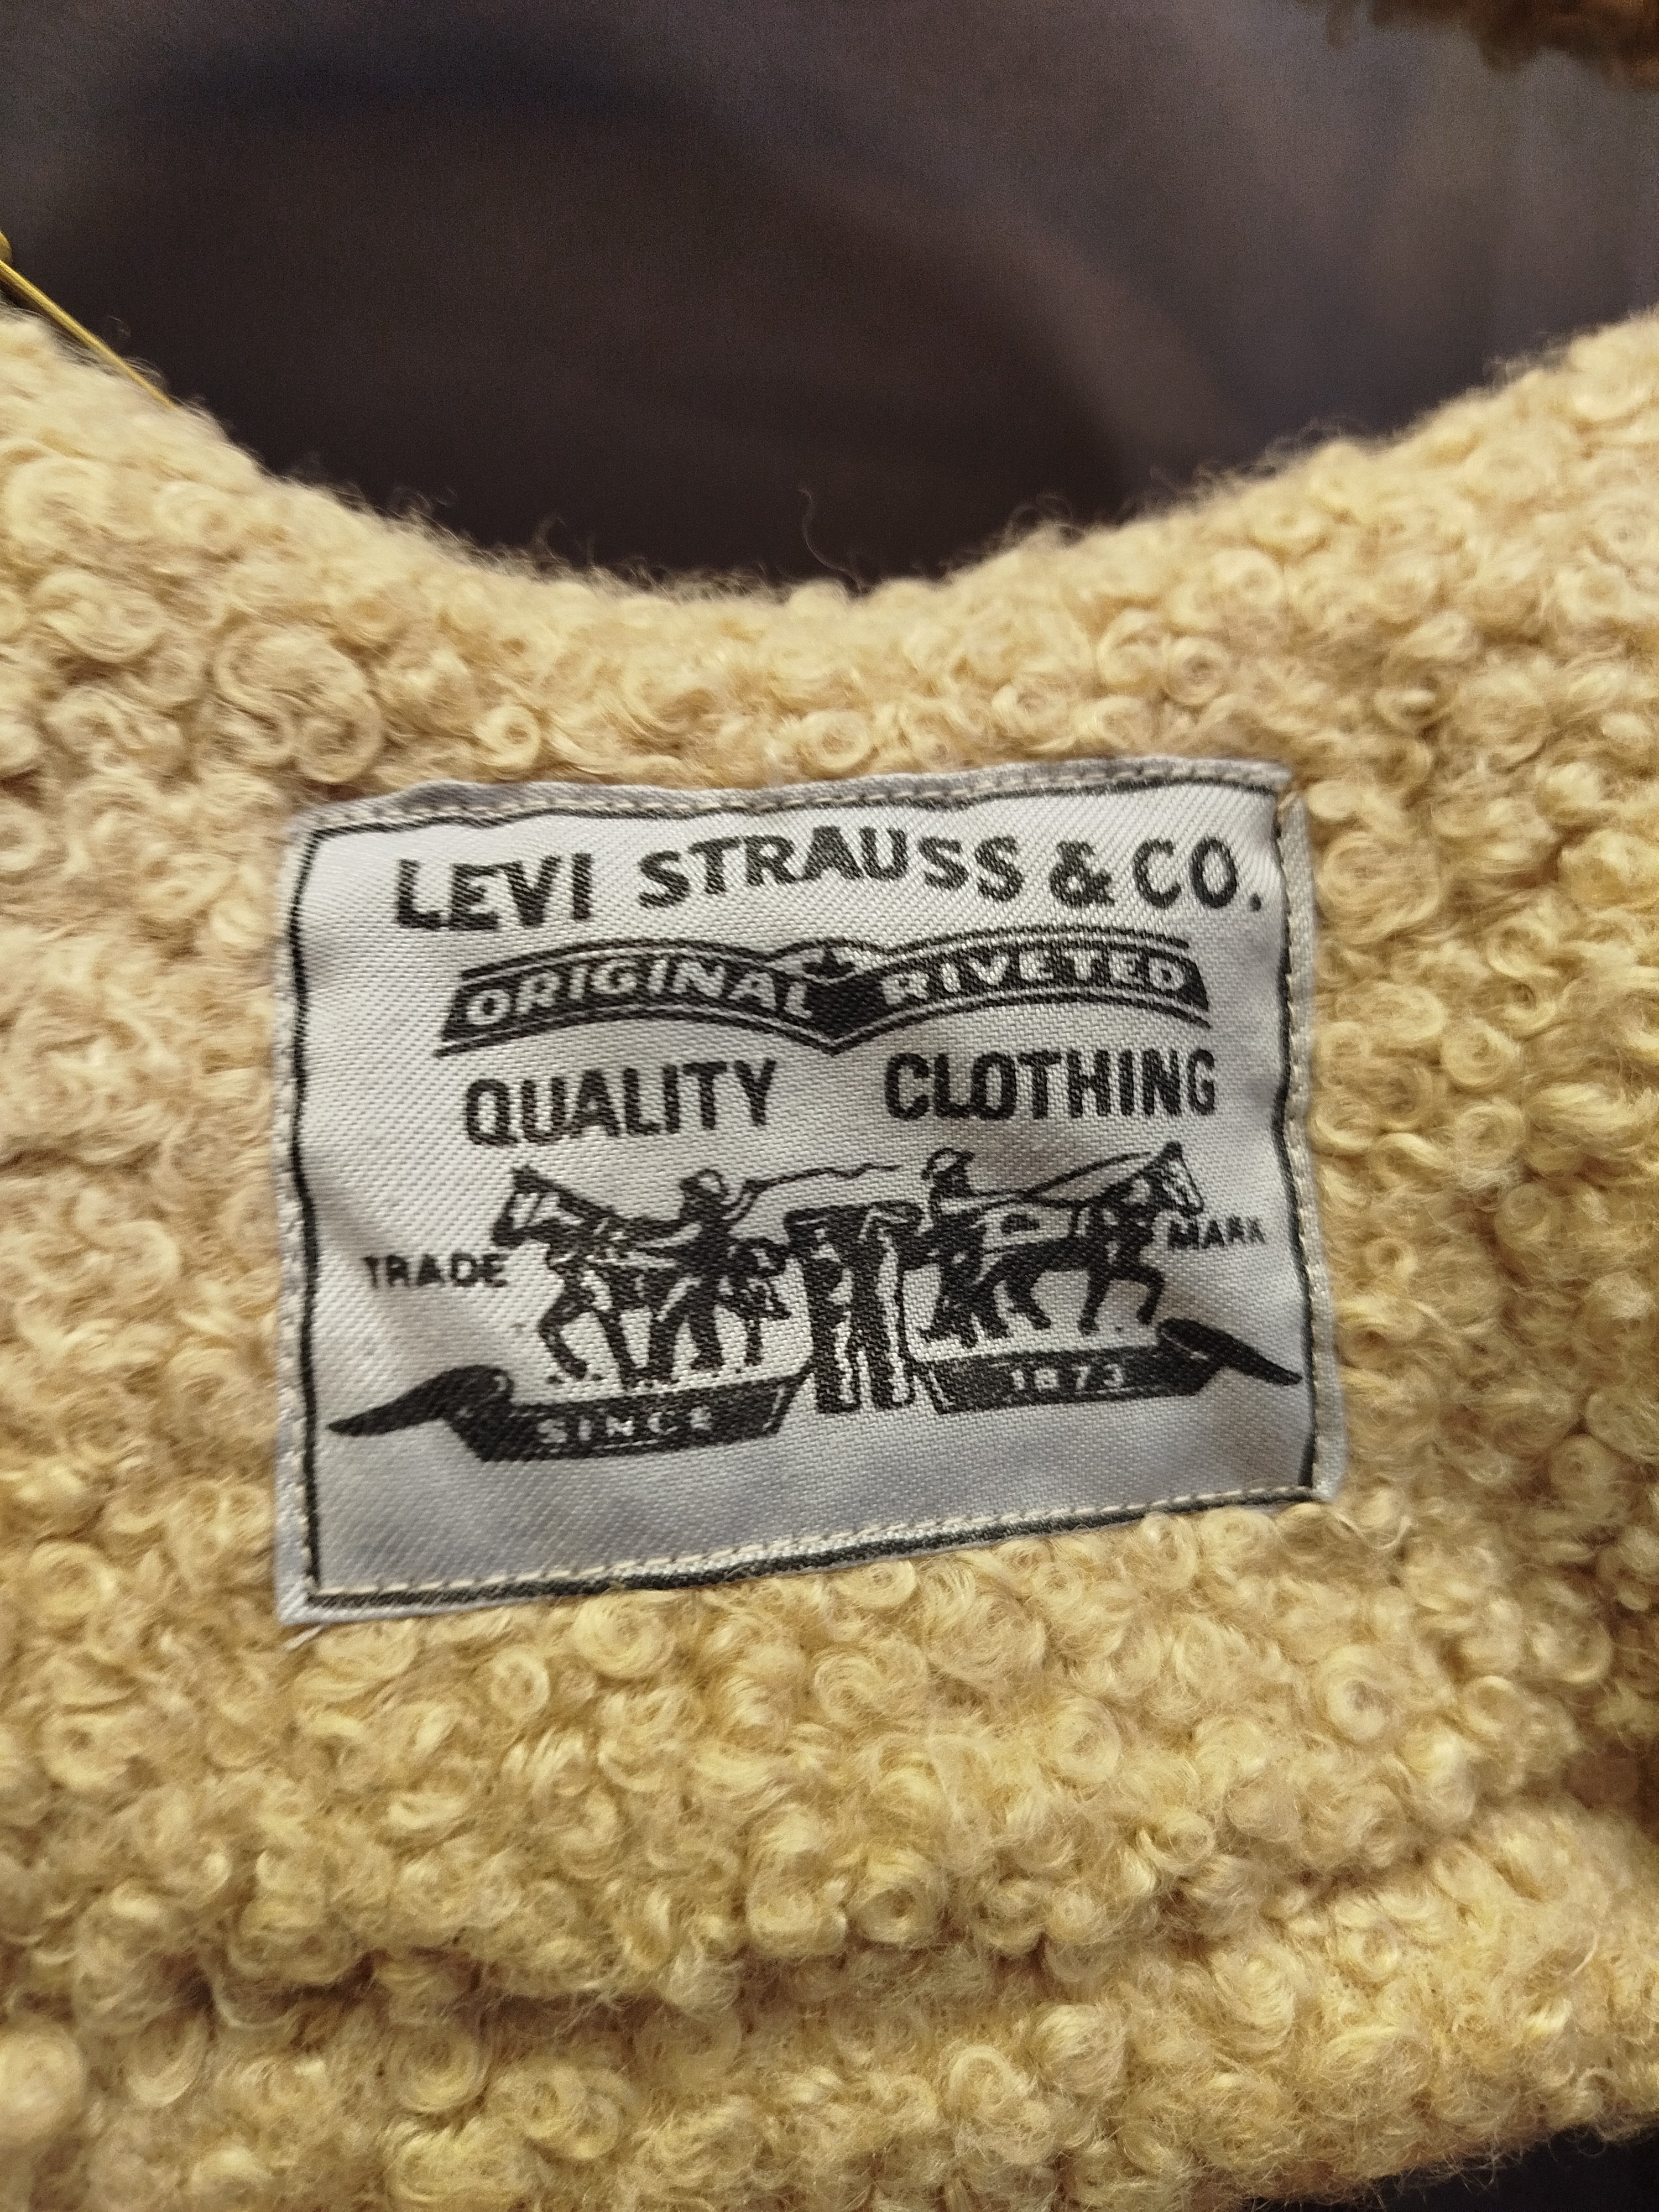 LEVI STRAUSS & CO.
ORIGINAL RIVETED
QUALITY CLOTHING
TRADE MARK
SINCE 1873